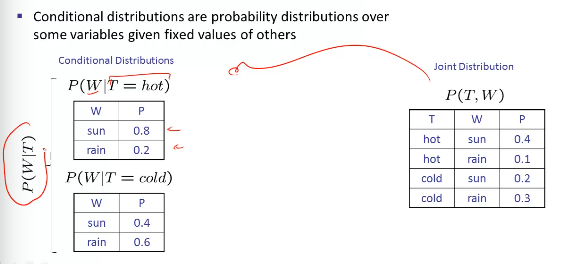 Conditional distributions are probability distributions over
some variables given fixed values of others
Conditional Distributions
P(W|T = hot)
W P
sun 0.8
rain 0.2
P(W|T)
P(W|T = cold)
W P
sun 0.4
rain 0.6
Joint Distribution
P(T, W)
T W P
hot sun 0.4
hot rain 0.1
cold sun 0.2
cold rain 0.3